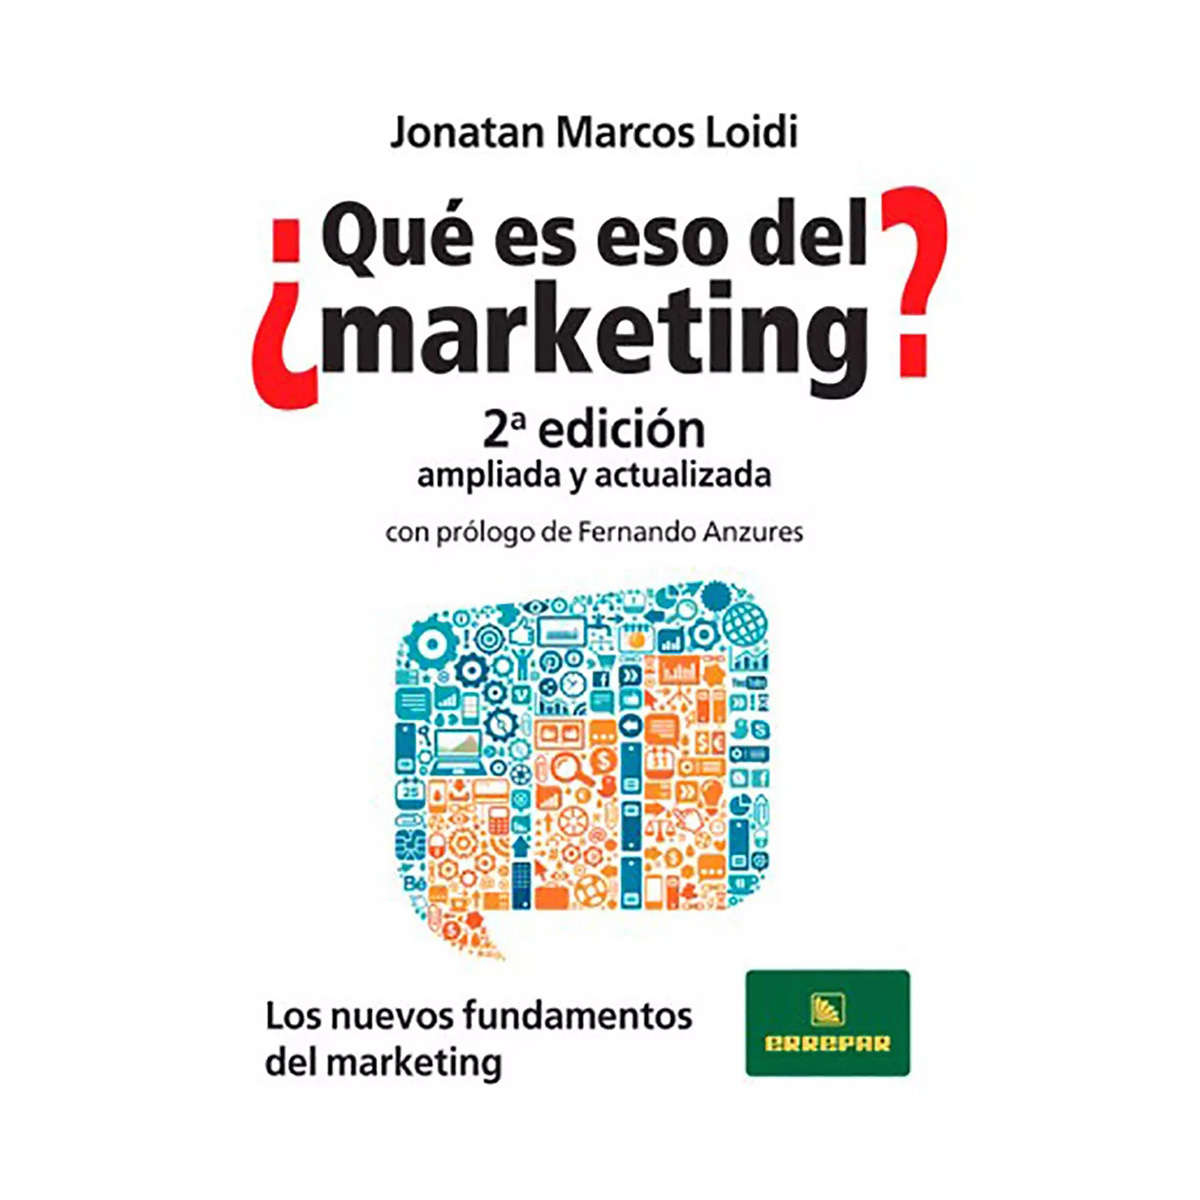 Jonatan Marcos Loidi
¿Qué es eso del
marketing?
2ª edición
ampliada y actualizada
con prólogo de Fernando Anzures
Los nuevos fundamentos
del marketing
ERREPAR